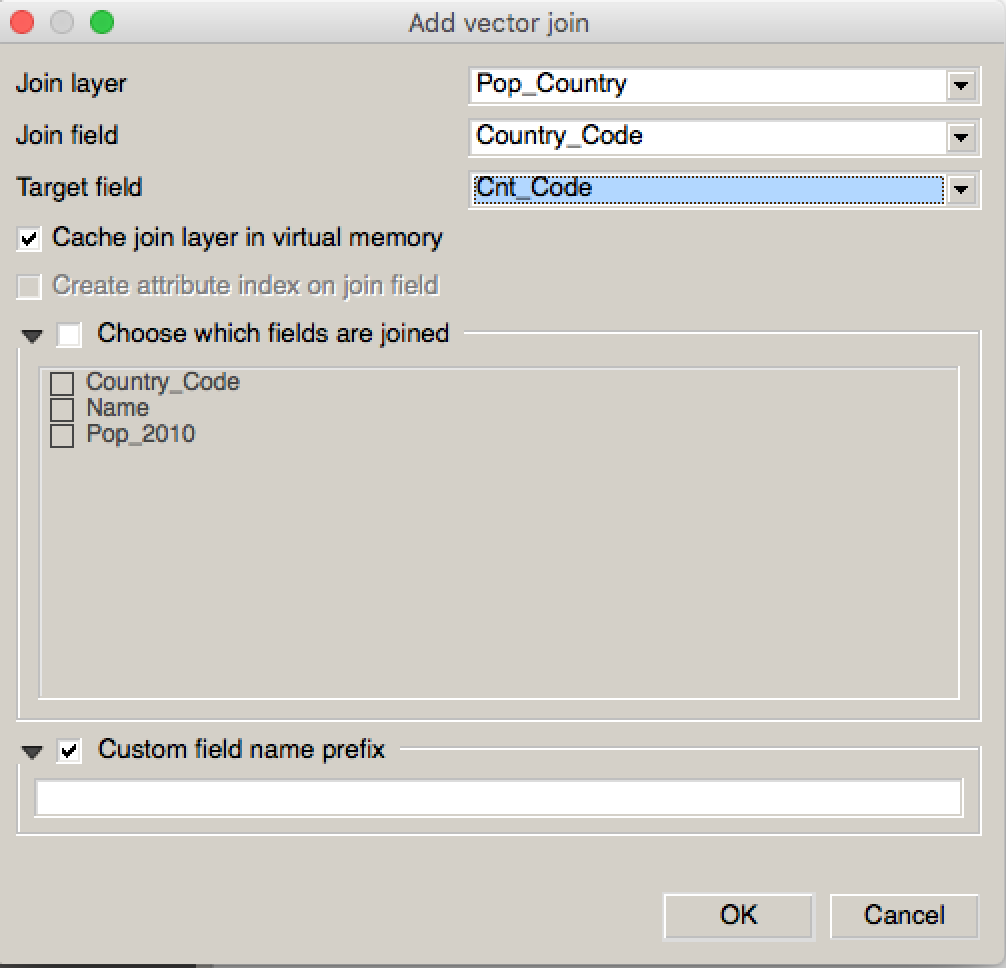 Add vector join
Join layer Pop_Country
Join field Country_Code
Target field Cnt_Code
Cache join layer in virtual memory
Create attribute index on join field
Choose which fields are joined
Country_Code
Name
Pop_2010
Custom field name prefix
OK Cancel